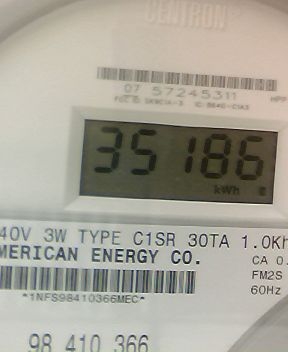 CENTRON®
07 57245311
35186
kWh
40V 3W TYPE C1SR 30TA 1.0Kh
MERICAN ENERGY CO.
CA 0.
FM2S
*1NFS98410366MEC*
60Hz
98 410 366